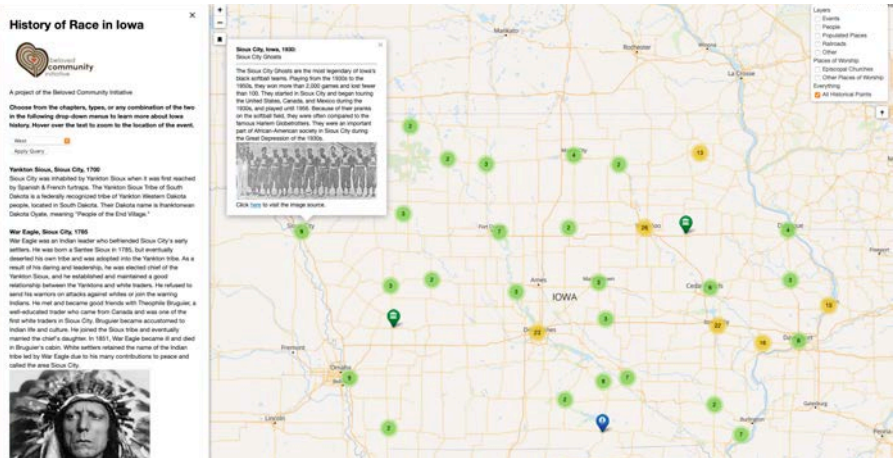 History of Race in Iowa
beloved
community
initiative
A project of the Beloved Community Initiative
Choose from the chapters, types, or any combination of the two
in the following drop-down menus to learn more about Iowa
history. Hover over the text to zoom to the location of the event.
West
Apply Query
Yankton Sioux, Sioux City, 1700
Sioux City was inhabited by Yankton Sioux when it was first reached
by Spanish & French furtraps. The Yankton Sioux Tribe of South
Dakota is a federally recognized tribe of Yankton Western Dakota
people, located in South Dakota. Their Dakota name is Ihanktonwan
Dakota Oyate, meaning "People of the End Village."
War Eagle, Sioux City, 1785
War Eagle was an Indian leader who befriended Sioux City's early
settlers. He was born a Santee Sioux in 1785, but eventually
deserted his own tribe and was adopted into the Yankton tribe. As a
result of his daring and leadership, he was elected chief of the
Yankton Sioux, and he established and maintained a good
relationship between the Yanktons and white traders. He refused to
send his warriors on attacks against whites or join the warring
Indians. He met and became good friends with Theophile Bruguier, a
well-educated trader who came from Canada and was one of the
first white traders in Sioux City. Bruguier became accustomed to
Indian life and culture. He joined the Sioux tribe and eventually
married the chief's daughter. In 1851, War Eagle became ill and died
in Bruguier's cabin. White settlers retained the name of the Indian
tribe led by War Eagle due to his many contributions to peace and
called the area Sioux City.
Sioux City, Iowa, 1930:
Sioux City Ghosts
The Sioux City Ghosts are the most legendary of Iowa's
black softball teams. Playing from the 1920s to the
1950s, they won more than 2,000 games and lost fewer
than 100. They started in Sioux City and began touring
the United States, Canada, and Mexico during the
1930s, and played until 1956. Because of their pranks
on the softball field, they were often compared to the
famous Harlem Globetrotters. They were an important
part of African-American society in Sioux City during
the Great Depression of the 1930s.
Click here to visit the image source.
Layers
Events
People
Populated Places
Railroads
Other
Places of Worship
Episcopal Churches
Other Places of Worship
Everything
All Historical Points
Mankato
Rochester
Winona
La Crosse
Ames
IOWA
Fremont
Omaha
Lincoln
Burlington
Galesburg
Peoria
Freeport